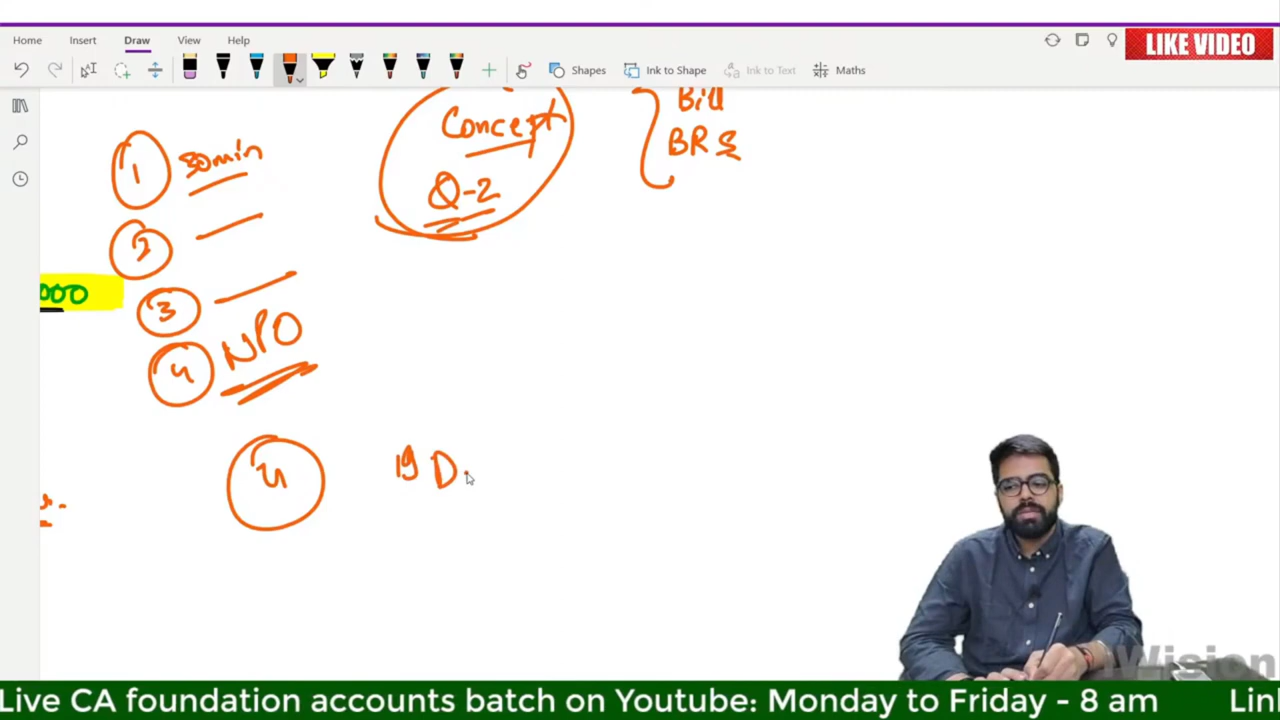 Home Insert Draw View Help
LIKE VIDEO
Shapes Ink to Shape Ink to Text Maths
Bill
Concept
BRS
1 30min
Q-2
2
000
3
4 NPO
4 19 D
Wision
Live CA foundation accounts batch on Youtube: Monday to Friday - 8 am Lin